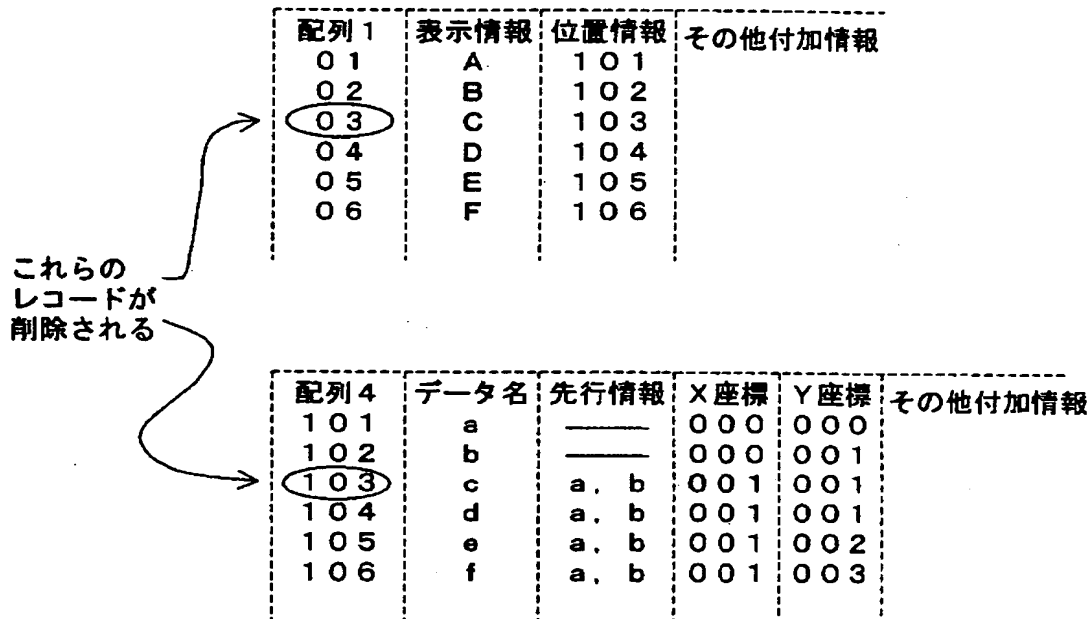 配列1 表示情報 位置情報 その他付加情報
01 A 101
02 B 102
03 C 103
04 D 104
05 E 105
06 F 106
これらの
レコードが
削除される
配列4 データ名 先行情報 X座標 Y座標 その他付加情報
101 a ―― 000 000
102 b ―― 000 001
103 c a, b 001 001
104 d a, b 001 001
105 e a, b 001 002
106 f a, b 001 003